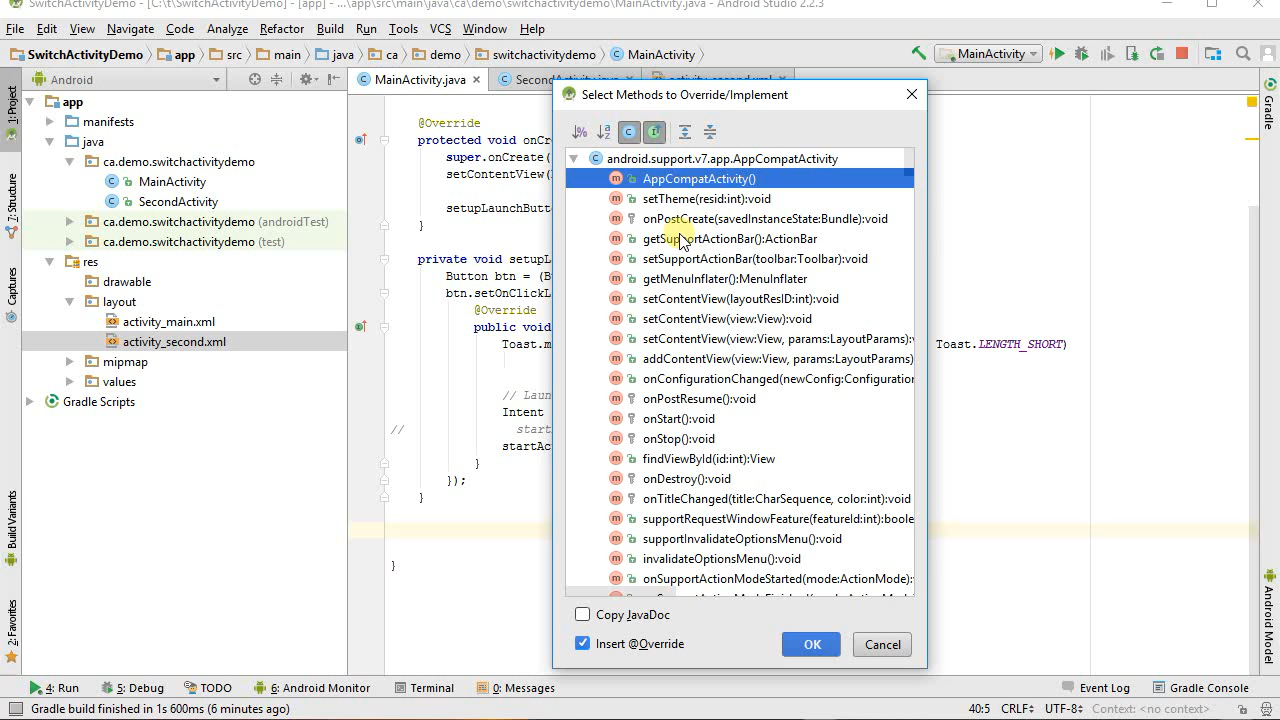 SwitchActivityDemo - [C:\t\SwitchActivityDemo] - [app] - ...\app\src\main\java\ca\demo\switchactivitydemo\MainActivity.java - Android Studio 2.2.3
File Edit View Navigate Code Analyze Refactor Build Run Tools VCS Window Help
SwitchActivityDemo app src main java ca demo switchactivitydemo MainActivity MainActivity
Android MainActivity.java SecondActivity.java activity_second.xml
1: Project
7: Structure
Captures
Build Variants
2: Favorites
app
manifests
java
ca.demo.switchactivitydemo
MainActivity
SecondActivity
ca.demo.switchactivitydemo (androidTest)
ca.demo.switchactivitydemo (test)
res
drawable
layout
activity_main.xml
activity_second.xml
mipmap
values
Gradle Scripts
@Override
protected void onCr
super.onCreate(
setContentView(
setupLaunchButt
}
private void setupL
Button btn = (B
btn.setOnClickL
@Override
public void
Toast.m Toast.LENGTH_SHORT)
// Lau
Intent
// star
startAc
}
});
}
}
Select Methods to Override/Implement
android.support.v7.app.AppCompatActivity
AppCompatActivity()
setTheme(resid:int):void
onPostCreate(savedInstanceState:Bundle):void
getSupportActionBar():ActionBar
setSupportActionBar(toolbar:Toolbar):void
getMenuInflater():MenuInflater
setContentView(layoutResID:int):void
setContentView(view:View):void
setContentView(view:View, params:LayoutParams):v
addContentView(view:View, params:LayoutParams)
onConfigurationChanged(newConfig:Configuration
onPostResume():void
onStart():void
onStop():void
findViewById(id:int):View
onDestroy():void
onTitleChanged(title:CharSequence, color:int):void
supportRequestWindowFeature(featureId:int):boole
supportInvalidateOptionsMenu():void
invalidateOptionsMenu():void
onSupportActionModeStarted(mode:ActionMode):
Copy JavaDoc
Insert @Override
OK Cancel
Gradle
Android Model
4: Run 5: Debug TODO 6: Android Monitor Terminal 0: Messages Event Log Gradle Console
Gradle build finished in 1s 600ms (6 minutes ago) 40:5 CRLF÷ UTF-8÷ Context: <no context>